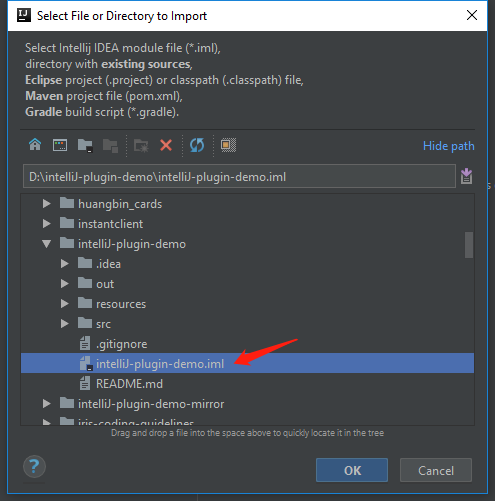 Select File or Directory to Import
Select Intellij IDEA module file (*.iml),
directory with existing sources,
Eclipse project (.project) or classpath (.classpath) file,
Maven project file (pom.xml),
Gradle build script (*.gradle).
Hide path
D:\intelliJ-plugin-demo\intelliJ-plugin-demo.iml
huangbin_cards
instantclient
intelliJ-plugin-demo
.idea
out
resources
src
.gitignore
intelliJ-plugin-demo.iml
README.md
intelliJ-plugin-demo-mirror
iris-coding-guidelines
Drag and drop a file into the space above to quickly locate it in the tree
OK
Cancel